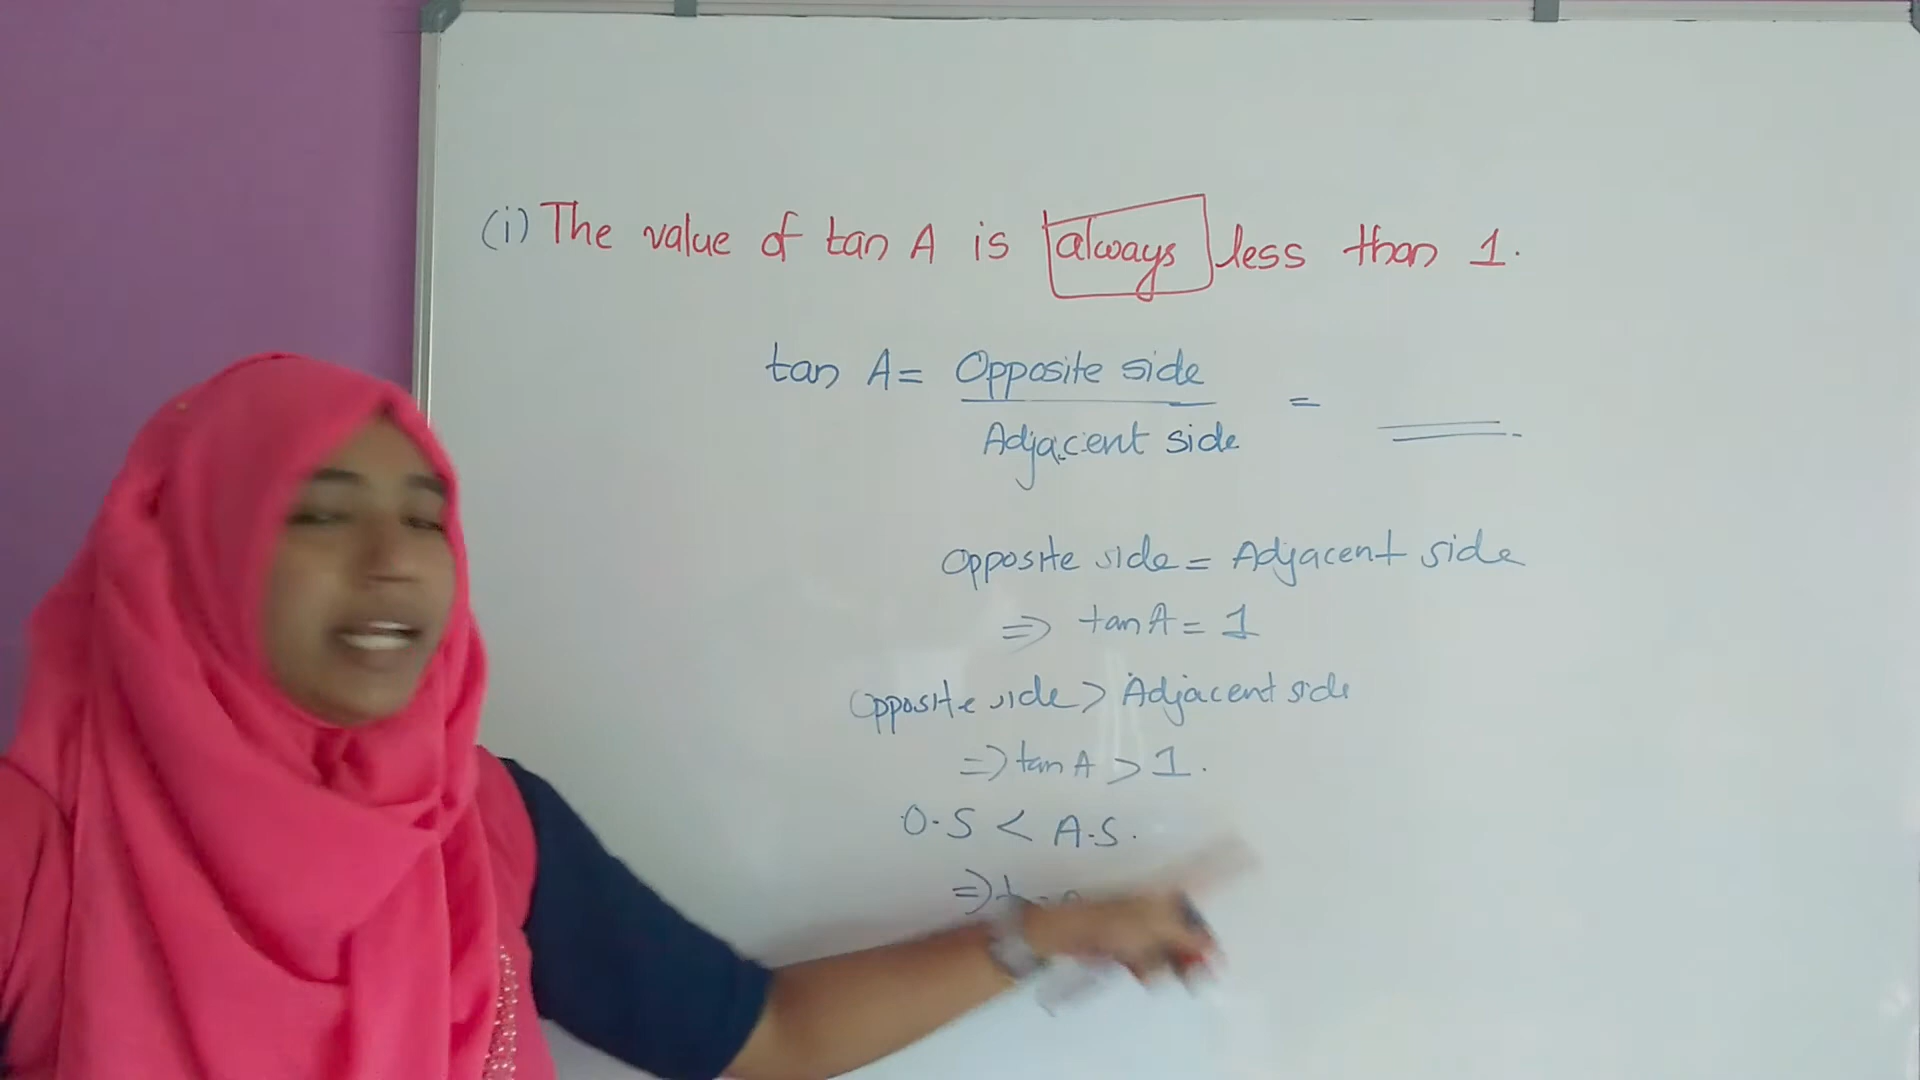 (i) The value of tan A is always less than 1.
tan A = Opposite side / Adjacent side =
Opposite side = Adjacent side
⇒ tan A = 1
Opposite side > Adjacent side
⇒ tan A > 1.
O.S < A.S.
⇒